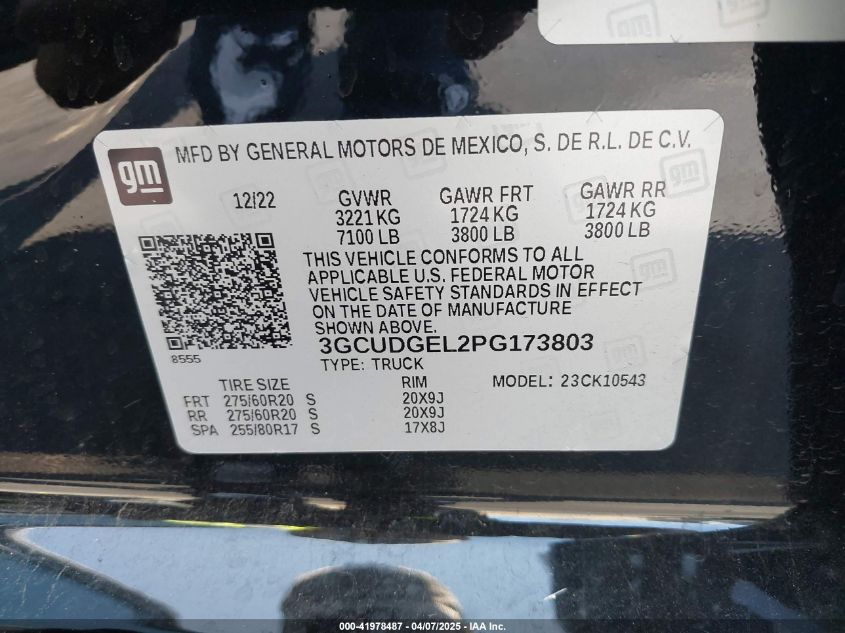 gm
MFD BY GENERAL MOTORS DE MEXICO, S. DE R.L. DE C.V.
12/22 GVWR GAWR FRT GAWR RR
3221 KG 1724 KG 1724 KG
7100 LB 3800 LB 3800 LB
THIS VEHICLE CONFORMS TO ALL
APPLICABLE U.S. FEDERAL MOTOR
VEHICLE SAFETY STANDARDS IN EFFECT
ON THE DATE OF MANUFACTURE
SHOWN ABOVE.
8555
3GCUDGEL2PG173803
TYPE: TRUCK
MODEL: 23CK10543
TIRE SIZE RIM
FRT 275/60R20 S 20X9J
RR 275/60R20 S 20X9J
SPA 255/80R17 S 17X8J
000-41978487 - 04/07/2025 - IAA Inc.